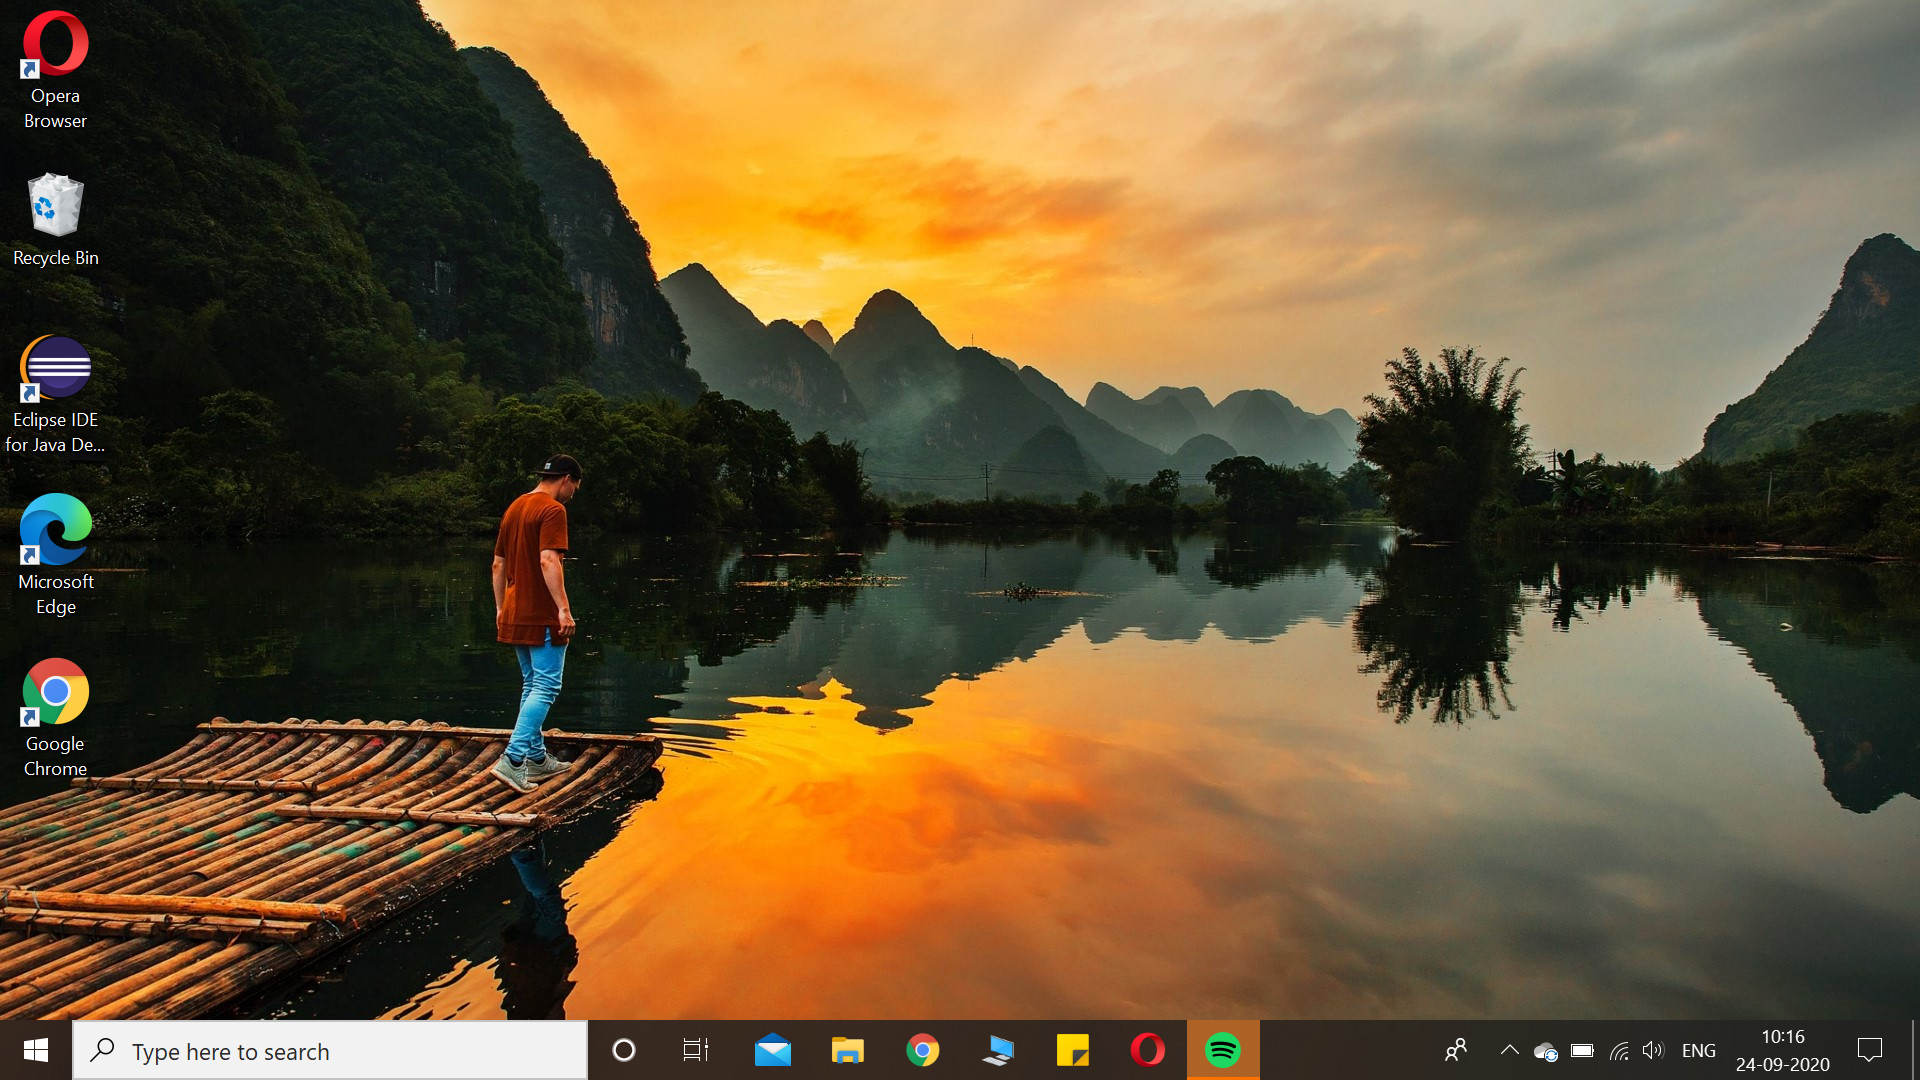 Opera
Browser
Recycle Bin
Eclipse IDE
for Java De...
Microsoft
Edge
Google
Chrome
Type here to search
ENG
10:16
24-09-2020